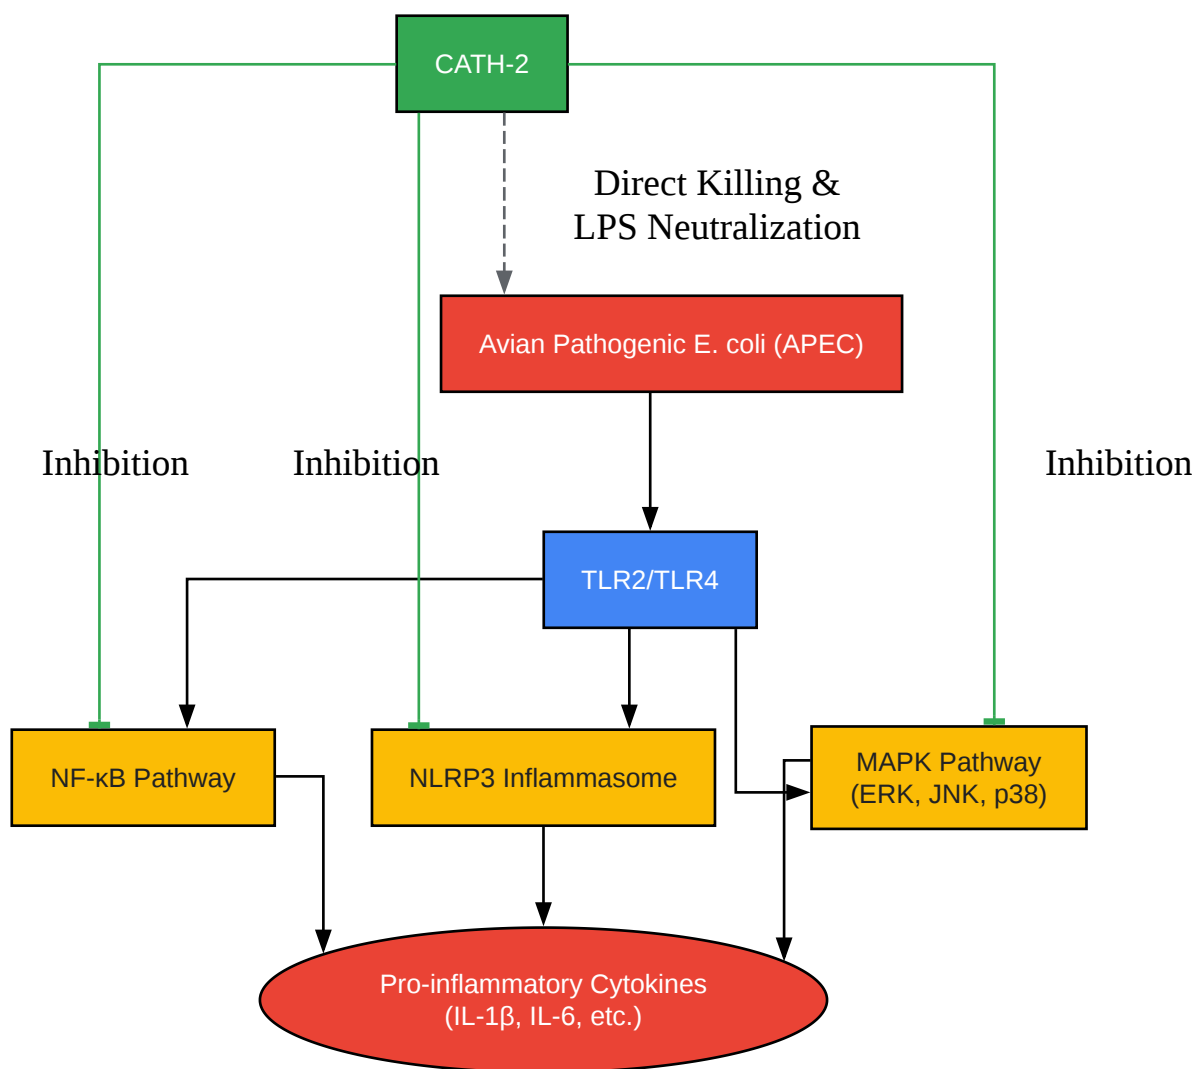 CATH-2
Direct Killing &
LPS Neutralization
Avian Pathogenic E. coli (APEC)
Inhibition
Inhibition
Inhibition
TLR2/TLR4
NF-κB Pathway
NLRP3 Inflammasome
MAPK Pathway
(ERK, JNK, p38)
Pro-inflammatory Cytokines
(IL-1β, IL-6, etc.)